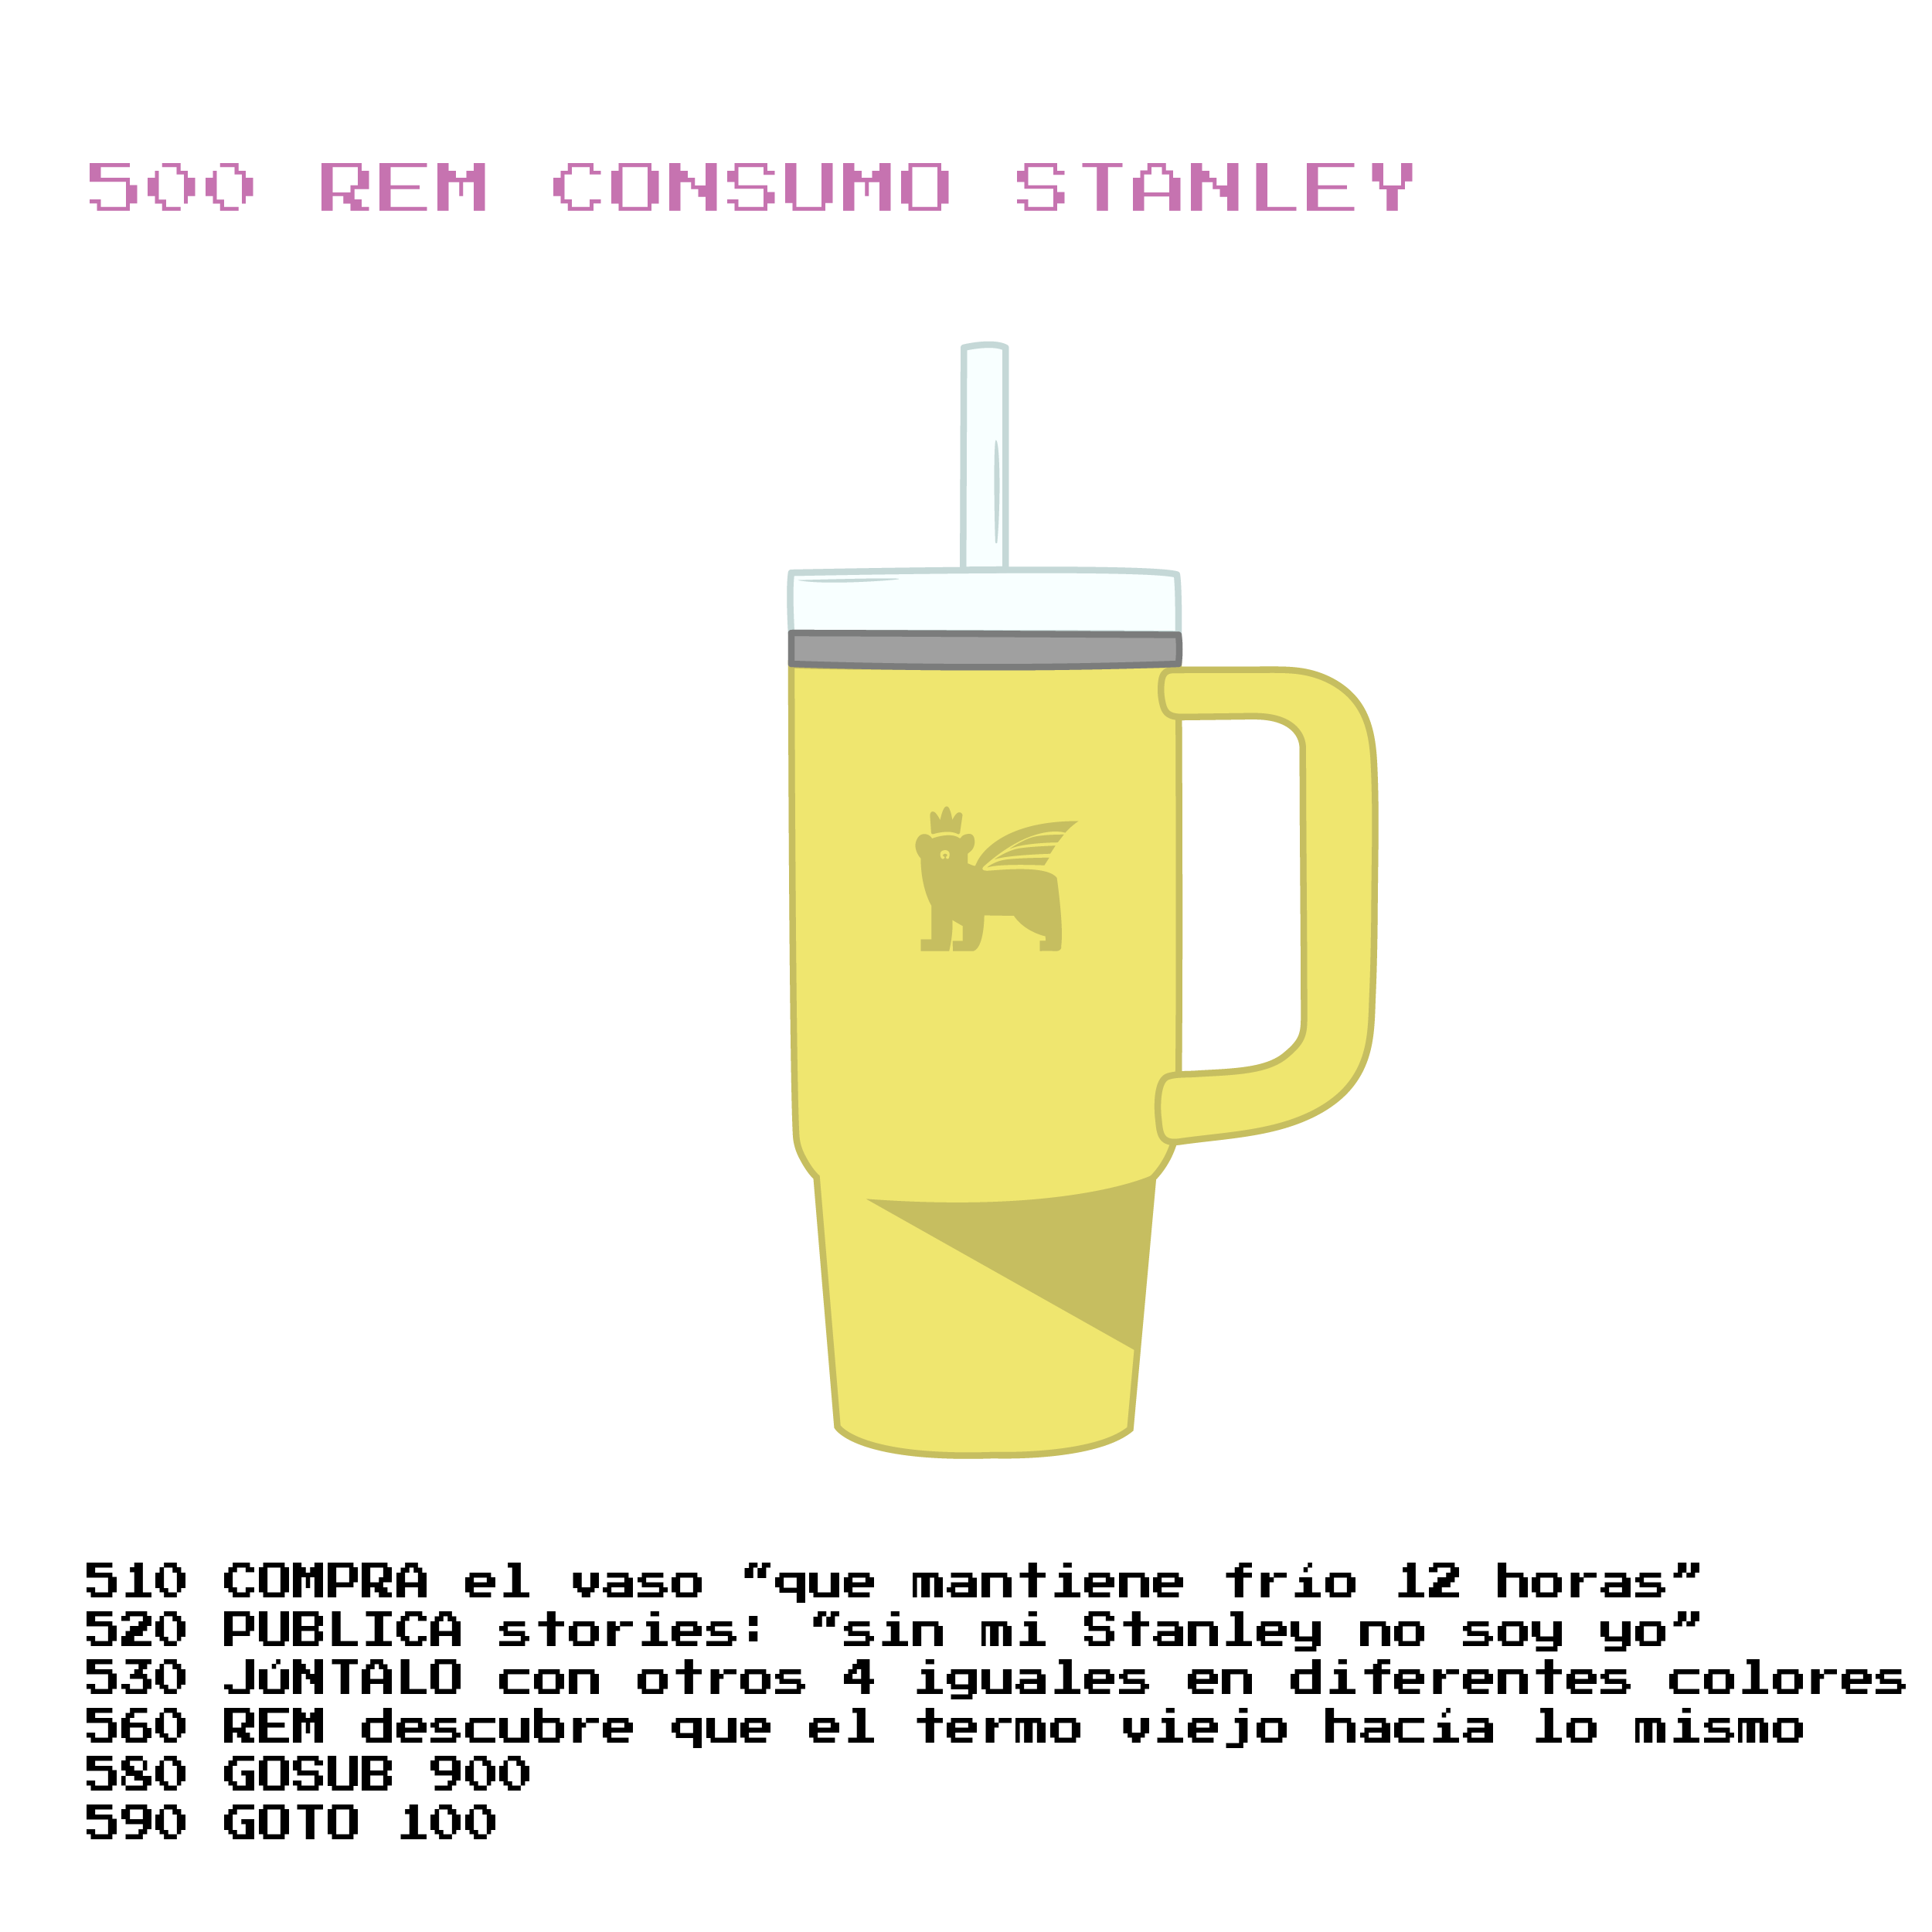 500 REM CONSUMO STANLEY
510 COMPRA el vaso “que mantiene frío 12 horas”
520 PUBLICA stories: “sin mi Stanley no soy yo”
530 JÚNTALO con otros 4 iguales en diferentes colores
560 REM descubre que el termo viejo hacía lo mismo
580 GOSUB 900
590 GOTO 100